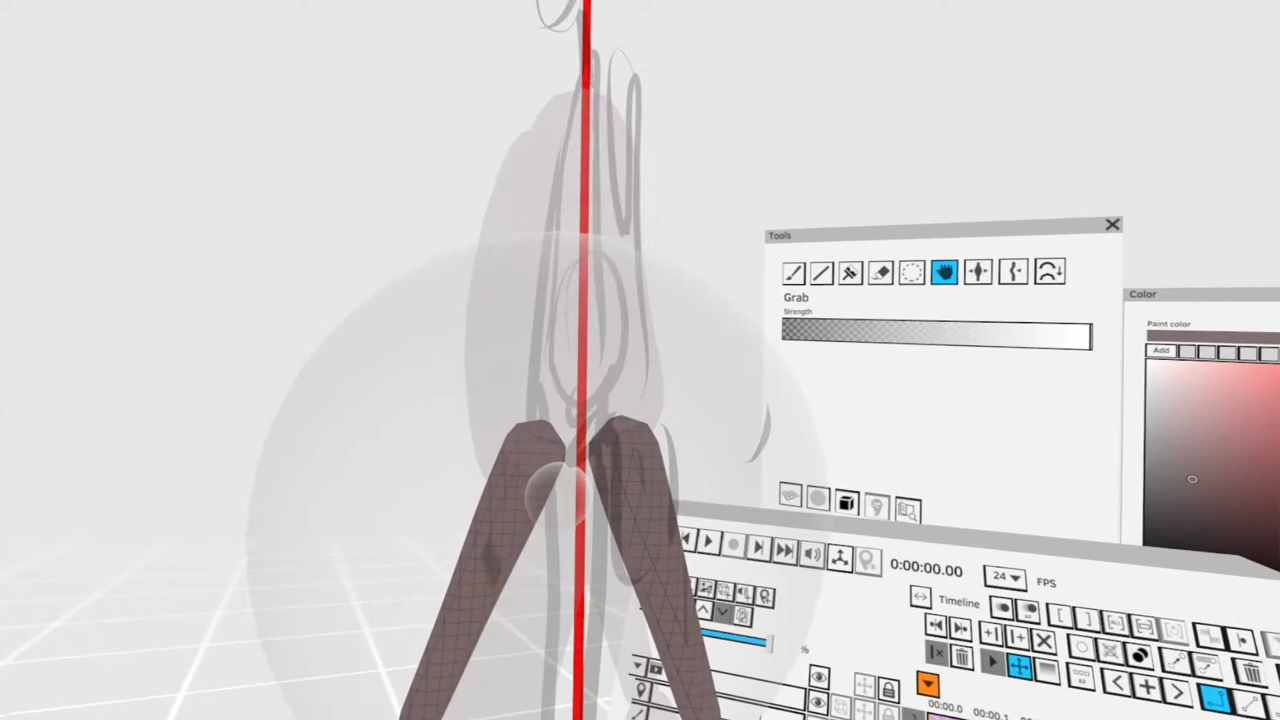 Tools
Grab
Strength
Color
Paint color
Add
0:00:00.00
24
FPS
Timeline
%
00:00.0
00:00.1